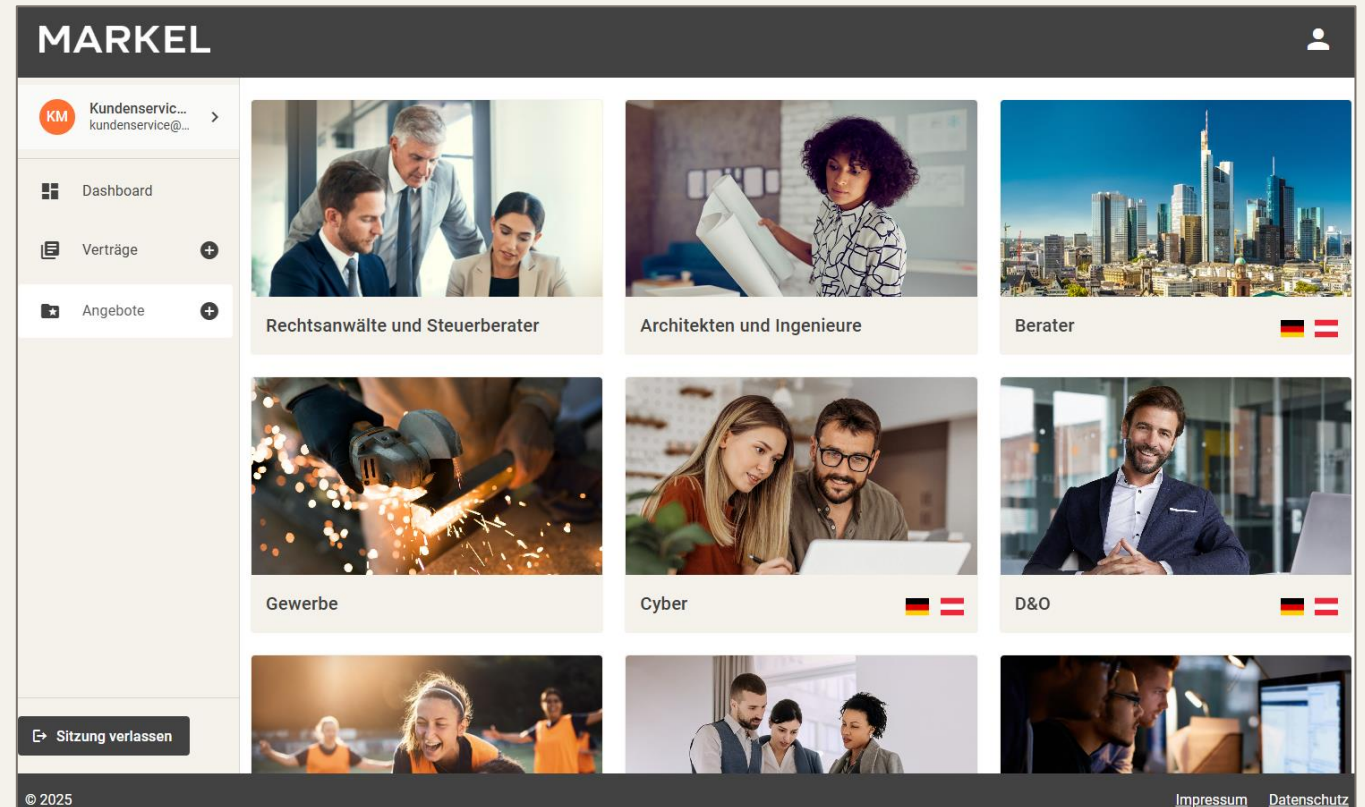 MARKEL
KM
Kundenservic...
kundenservice@...
Dashboard
Verträge
Angebote
Sitzung verlassen
Rechtsanwälte und Steuerberater
Architekten und Ingenieure
Berater
Gewerbe
Cyber
D&O
© 2025
Impressum Datenschutz